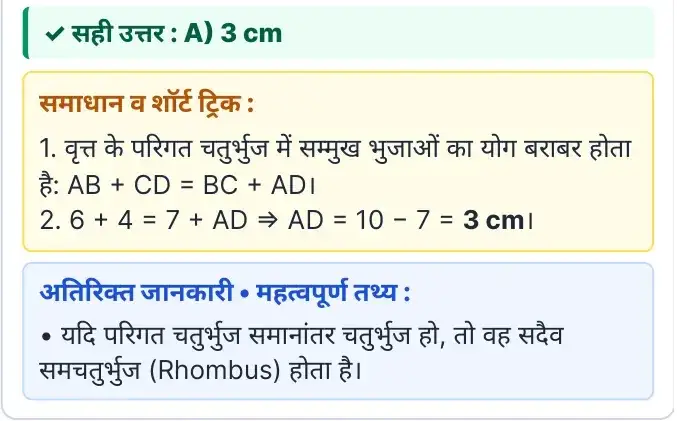 ✓ सही उत्तर : A) 3 cm
समाधान व शॉर्ट ट्रिक :
1. वृत्त के परिगत चतुर्भुज में सम्मुख भुजाओं का योग बराबर होता
है: AB + CD = BC + AD।
2. 6 + 4 = 7 + AD ⇒ AD = 10 − 7 = 3 cm।
अतिरिक्त जानकारी • महत्वपूर्ण तथ्य :
• यदि परिगत चतुर्भुज समानांतर चतुर्भुज हो, तो वह सदैव
समचतुर्भुज (Rhombus) होता है।